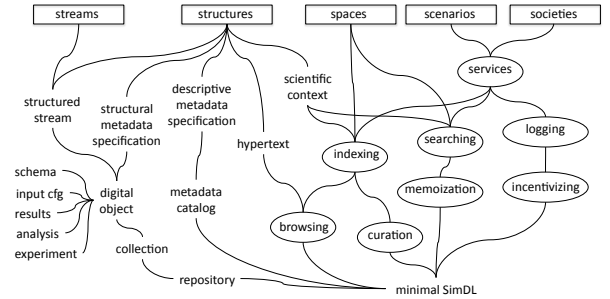 streams
structures
spaces
scenarios
societies
services
structured
stream
structural
metadata
specification
descriptive
metadata
specification
scientific
context
hypertext
indexing
searching
logging
schema
input cfg
results
analysis
experiment
digital
object
metadata
catalog
memoization
incentivizing
browsing
curation
collection
repository
minimal SimDL